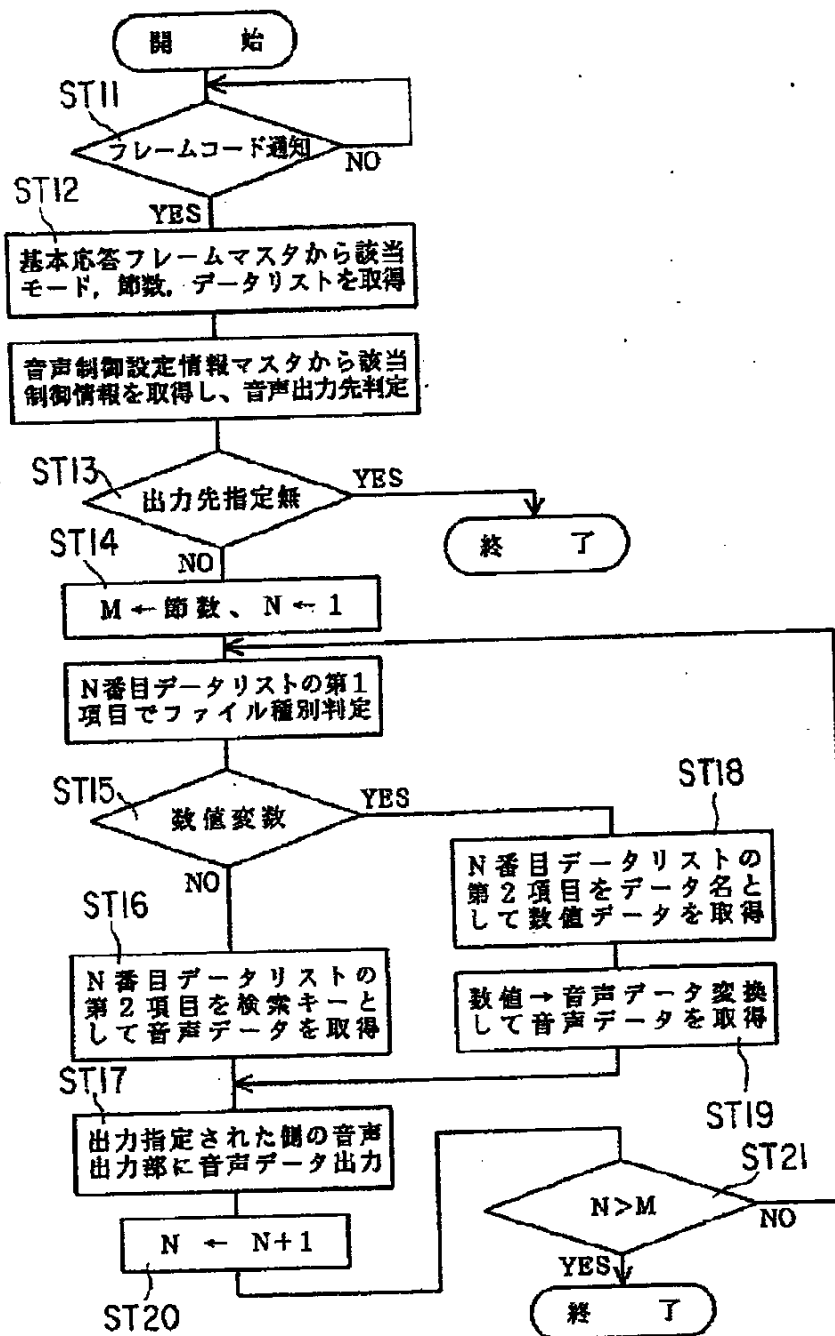 開 始
ST11
フレームコード通知
NO
ST12
YES
基本応答フレームマスタから該当
モード,節数,データリストを取得
音声制御設定情報マスタから該当
制御情報を取得し、音声出力先判定
ST13
出力先指定無
YES
終 了
ST14
NO
M ← 節数、N ← 1
N番目データリストの第1
項目でファイル種別判定
ST15
数値変数
YES
ST18
N番目データリストの
第2項目をデータ名と
して数値データを取得
NO
ST16
N番目データリストの
第2項目を検索キーと
して音声データを取得
数値→音声データ変換
して音声データを取得
ST19
ST17
出力指定された側の音声
出力部に音声データ出力
ST21
N>M
NO
N ← N+1
YES
ST20
終 了